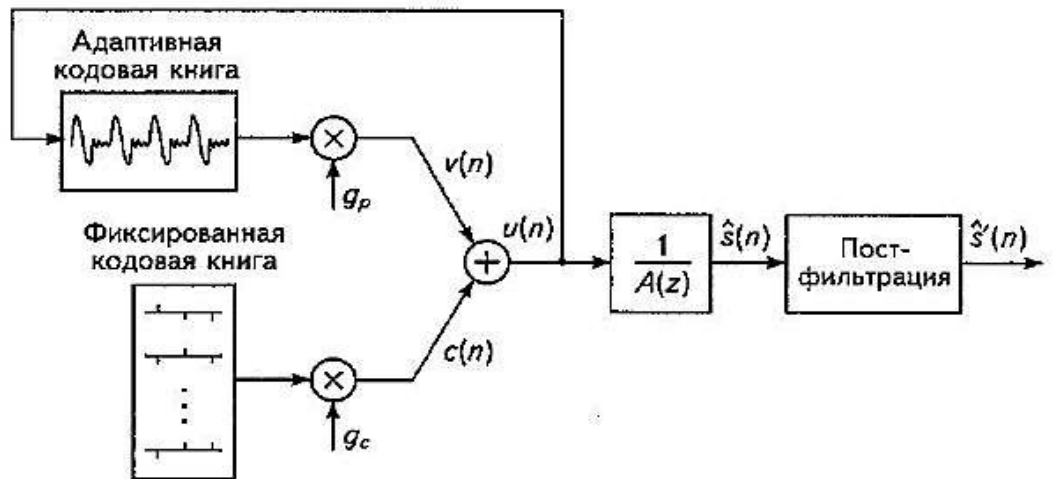 Адаптивная
кодовая книга
v(n)
g_p
Фиксированная
кодовая книга
u(n)
+
1
A(z)
ŝ(n)
Пост-
фильтрация
ŝ'(n)
c(n)
g_c